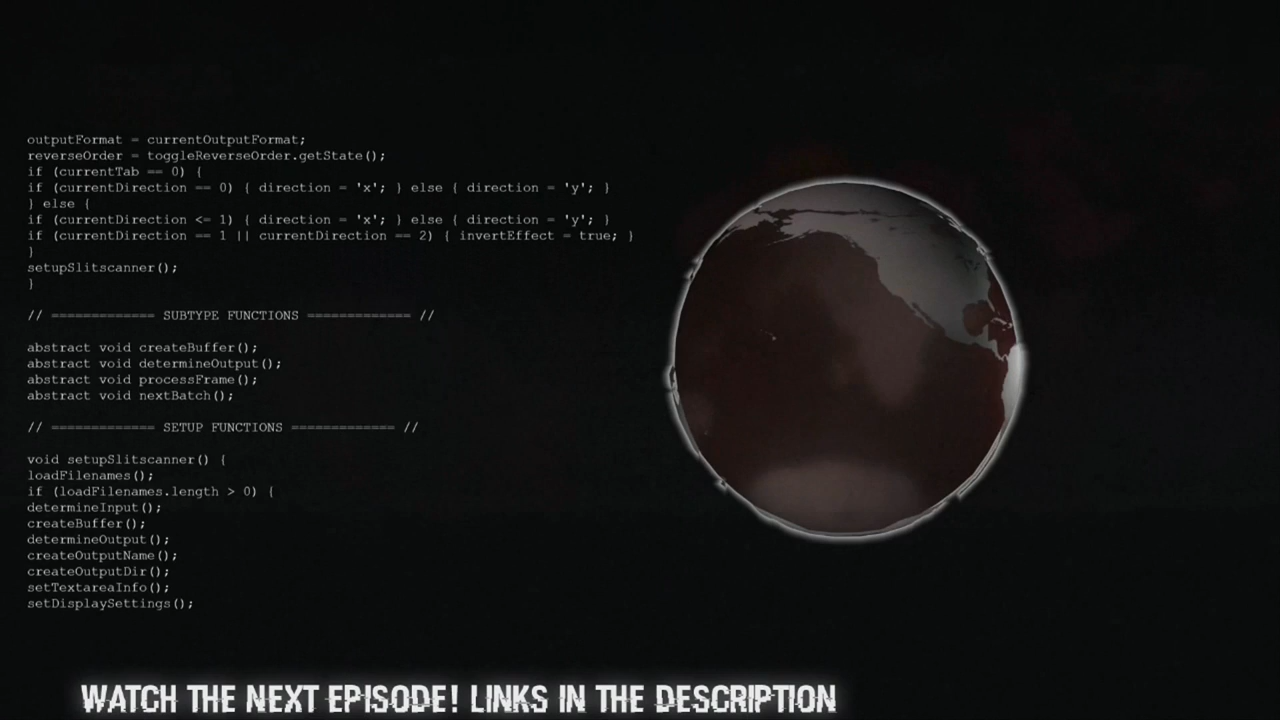 outputFormat = currentOutputFormat;
reverseOrder = toggleReverseOrder.getState();
if (currentTab == 0) {
if (currentDirection == 0) { direction = 'x'; } else { direction = 'y'; }
} else {
if (currentDirection <= 1) { direction = 'x'; } else { direction = 'y'; }
if (currentDirection == 1 || currentDirection == 2) { invertEffect = true; }
}
setupSlitscanner();
}
// ============= SUBTYPE FUNCTIONS ============= //
abstract void createBuffer();
abstract void determineOutput();
abstract void processFrame();
abstract void nextBatch();
// ============= SETUP FUNCTIONS ============= //
void setupSlitscanner() {
loadFilenames();
if (loadFilenames.length > 0) {
determineInput();
createBuffer();
determineOutput();
createOutputName();
createOutputDir();
setTextareaInfo();
setDisplaySettings();
WATCH THE NEXT EPISODE! LINKS IN THE DESCRIPTION